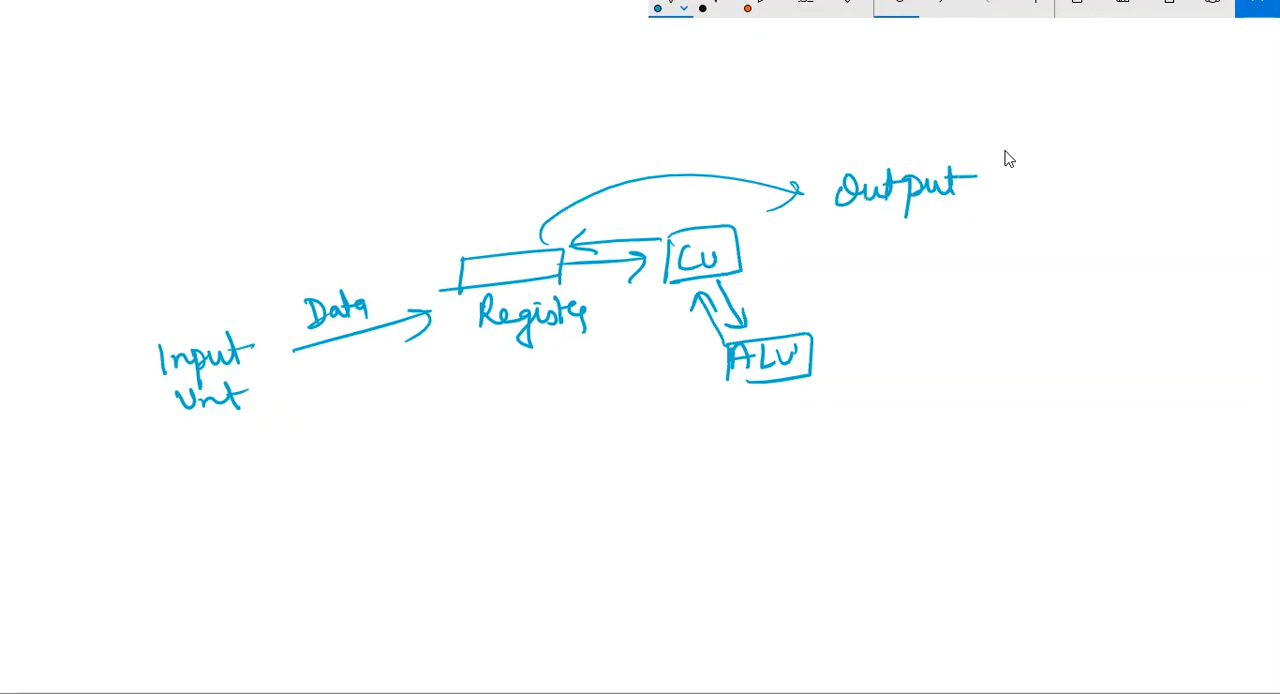 Output
CU
Data
Register
Input
Unit
ALU